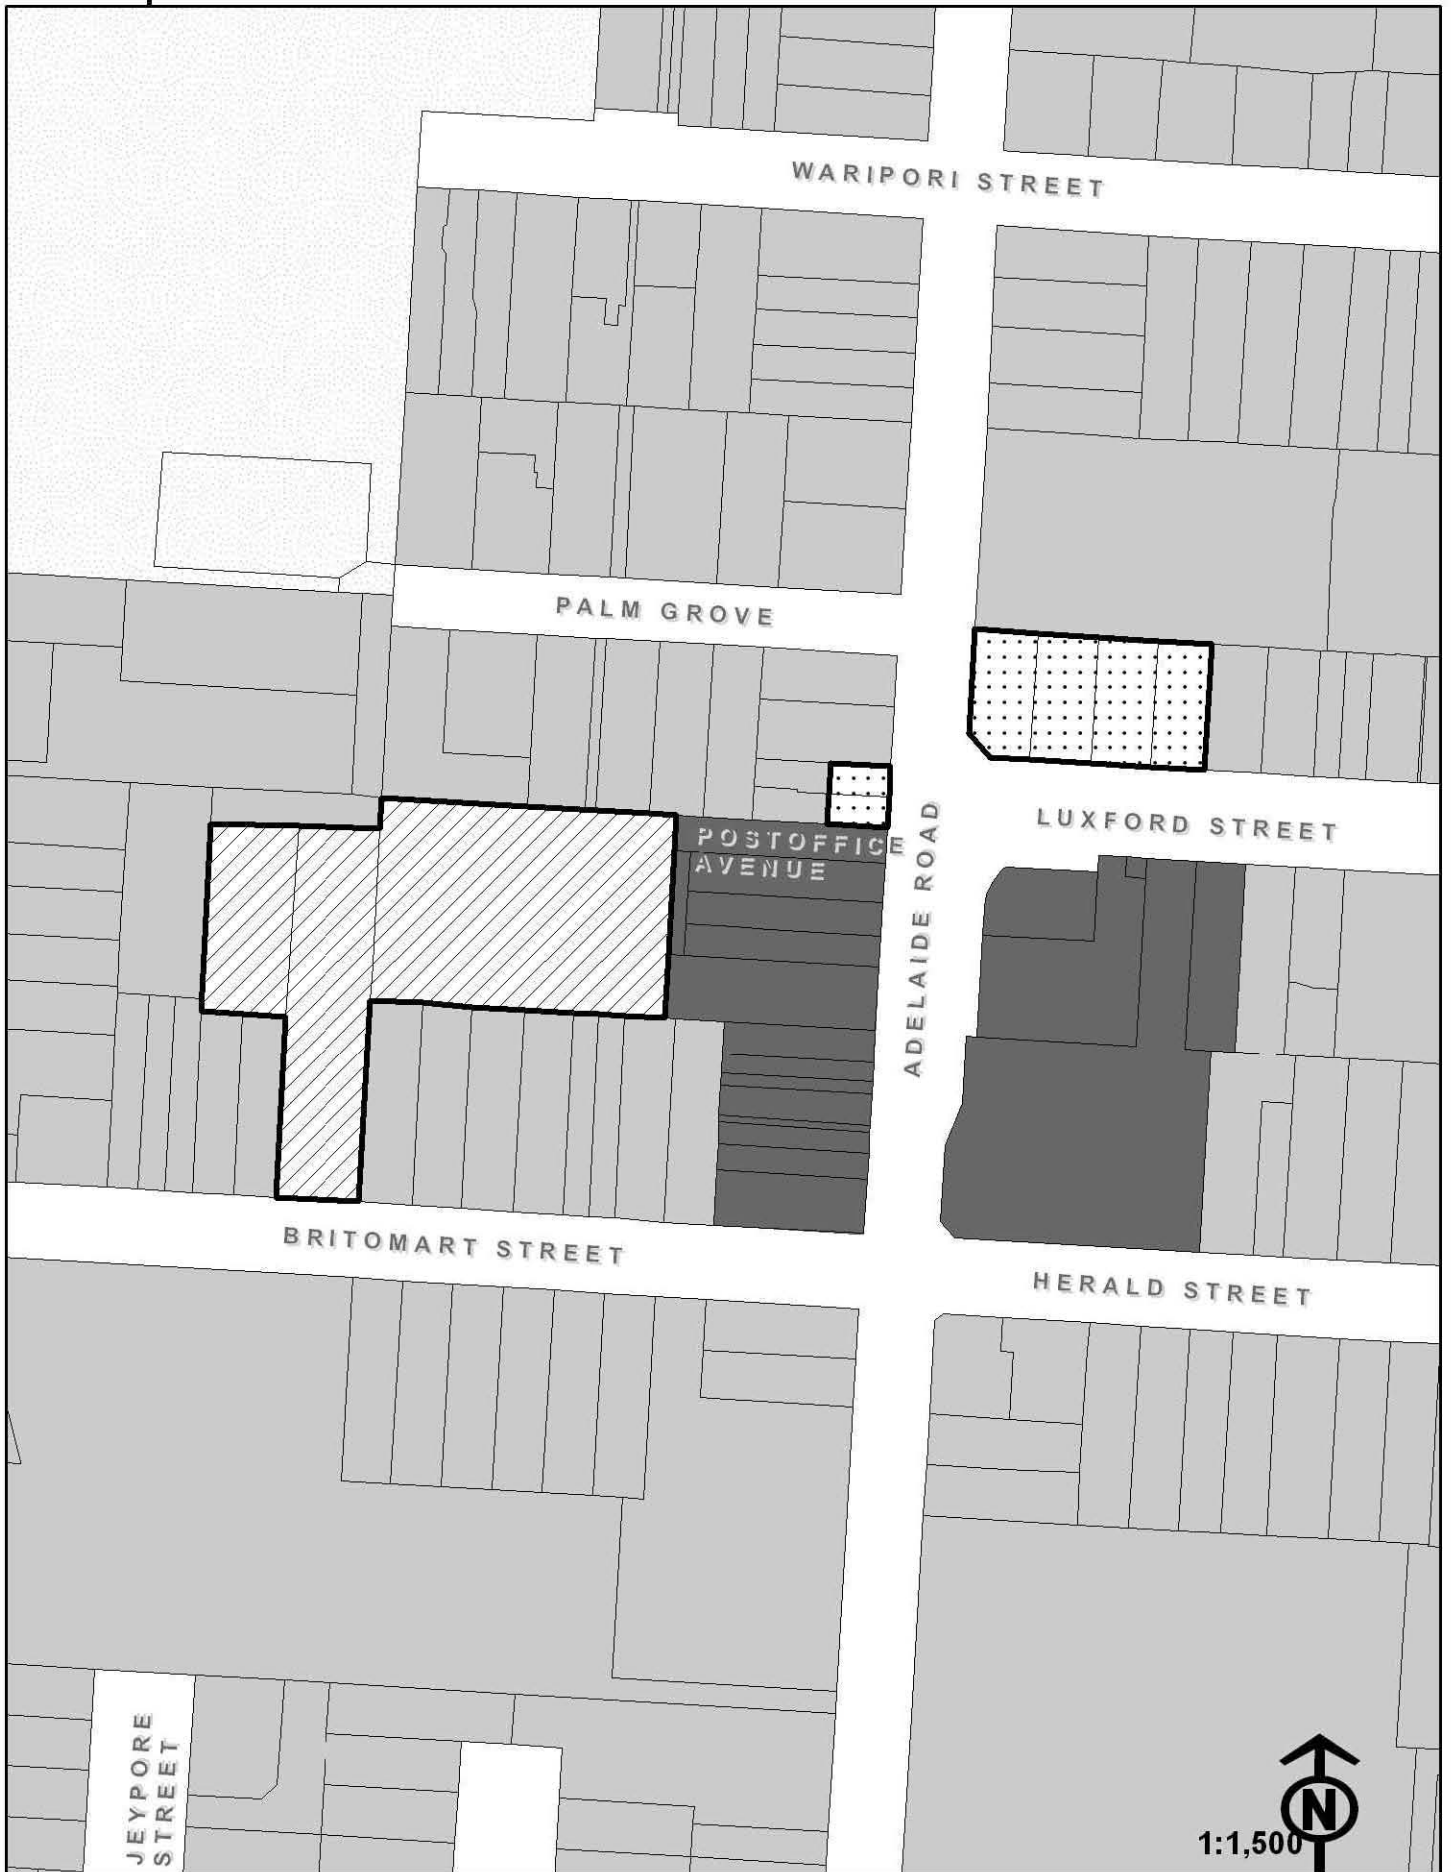 WARIPORI STREET
PALM GROVE
LUXFORD STREET
POSTOFFICE
AVENUE
ADELAIDE ROAD
BRITOMART STREET
HERALD STREET
JEYPORE
STREET
N
1:1,500